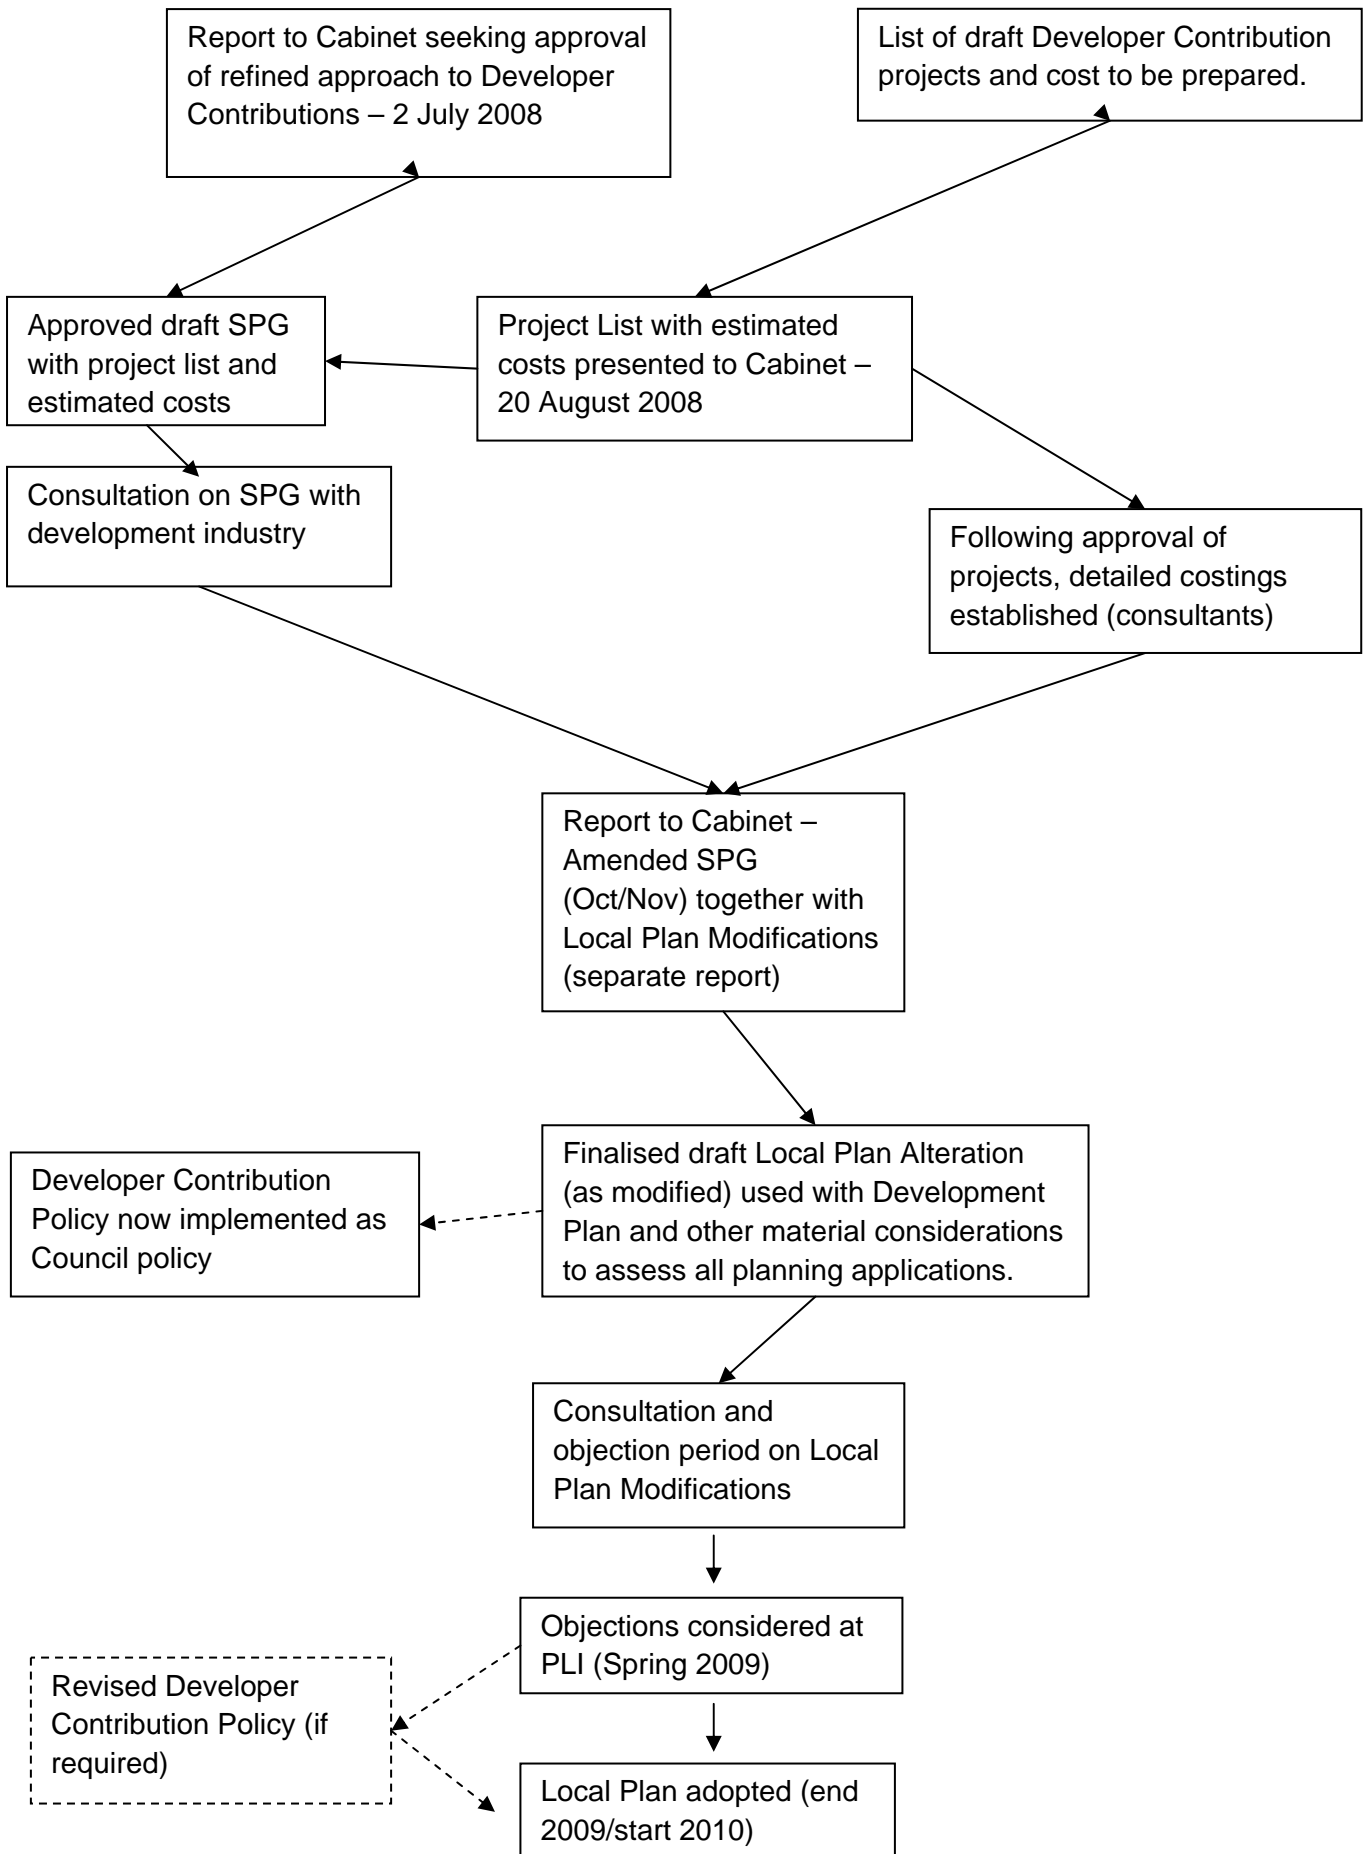 Report to Cabinet seeking approval
of refined approach to Developer
Contributions – 2 July 2008
List of draft Developer Contribution
projects and cost to be prepared.
Approved draft SPG
with project list and
estimated costs
Project List with estimated
costs presented to Cabinet –
20 August 2008
Consultation on SPG with
development industry
Following approval of
projects, detailed costings
established (consultants)
Report to Cabinet –
Amended SPG
(Oct/Nov) together with
Local Plan Modifications
(separate report)
Developer Contribution
Policy now implemented as
Council policy
Finalised draft Local Plan Alteration
(as modified) used with Development
Plan and other material considerations
to assess all planning applications.
Consultation and
objection period on Local
Plan Modifications
Objections considered at
PLI (Spring 2009)
Revised Developer
Contribution Policy (if
required)
Local Plan adopted (end
2009/start 2010)